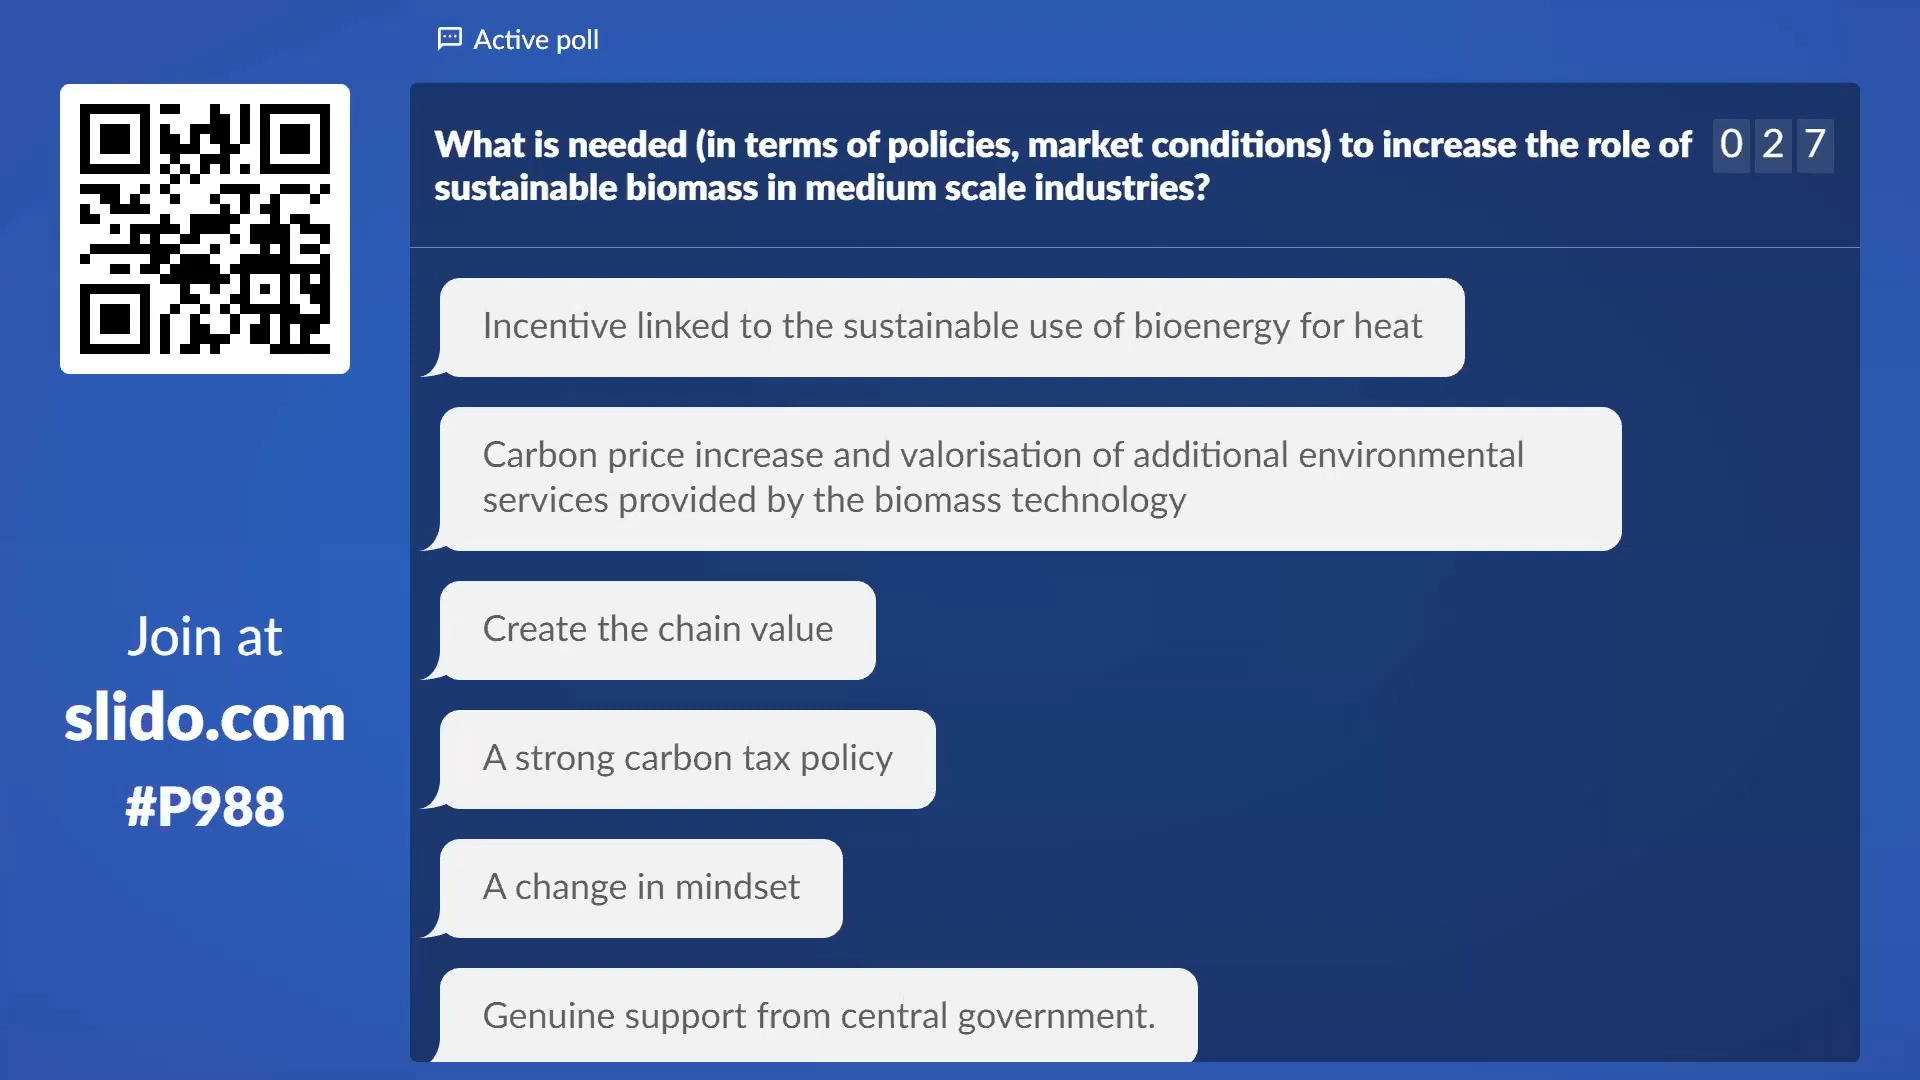 Active poll
What is needed (in terms of policies, market conditions) to increase the role of
sustainable biomass in medium scale industries?
0 2 7
Incentive linked to the sustainable use of bioenergy for heat
Carbon price increase and valorisation of additional environmental
services provided by the biomass technology
Create the chain value
A strong carbon tax policy
A change in mindset
Genuine support from central government.
Join at
slido.com
#P988